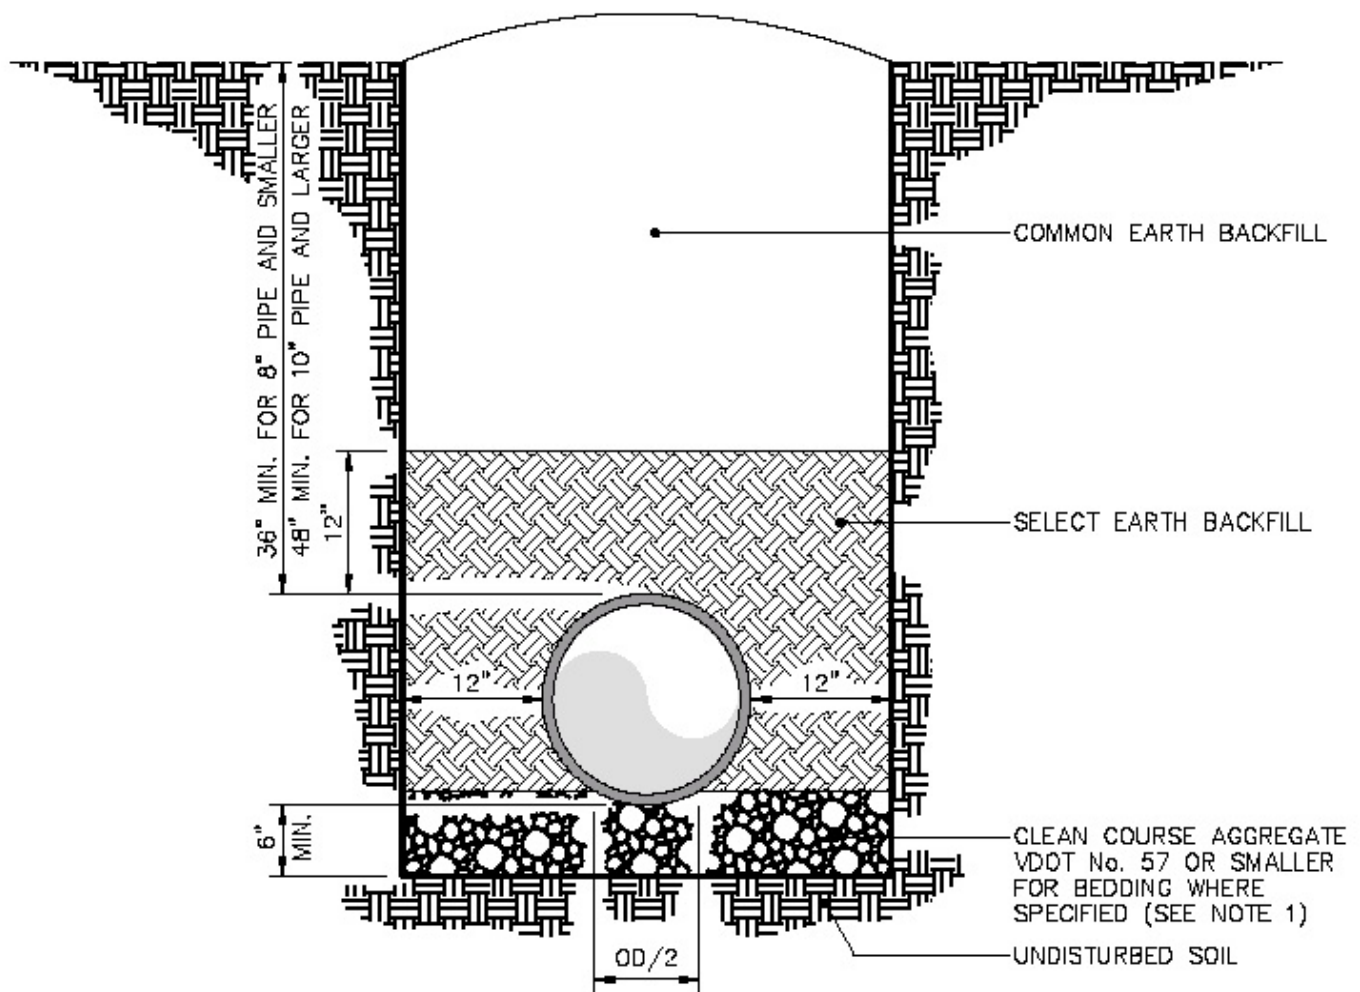 36" MIN. FOR 8" PIPE AND SMALLER
48" MIN. FOR 10" PIPE AND LARGER
12"
COMMON EARTH BACKFILL
SELECT EARTH BACKFILL
12"
12"
6"
MIN.
CLEAN COURSE AGGREGATE
VDOT No. 57 OR SMALLER
FOR BEDDING WHERE
SPECIFIED (SEE NOTE 1)
UNDISTURBED SOIL
OD/2